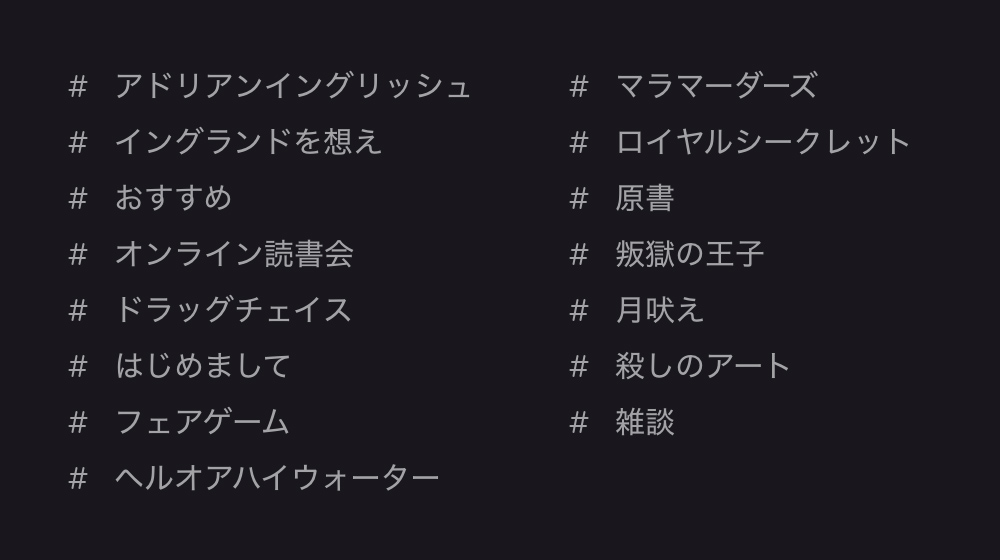 # アドリアンイングリッシュ
# イングランドを想え
# おすすめ
# オンライン読書会
# ドラッグチェイス
# はじめまして
# フェアゲーム
# ヘルオアハイウォーター
# マラマーダーズ
# ロイヤルシークレット
# 原書
# 叛獄の王子
# 月吠え
# 殺しのアート
# 雑談